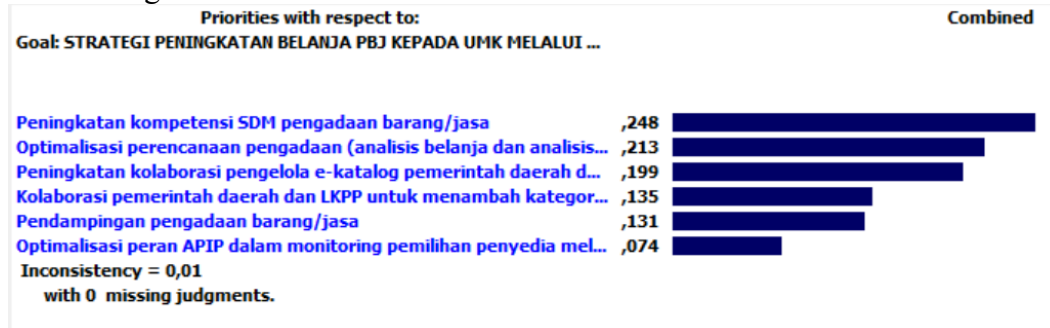 Priorities with respect to: Combined
Goal: STRATEGI PENINGKATAN BELANJA PBJ KEPADA UMK MELALUI ...
Peningkatan kompetensi SDM pengadaan barang/jasa ,248
Optimalisasi perencanaan pengadaan (analisis belanja dan analisis... ,213
Peningkatan kolaborasi pengelola e-katalog pemerintah daerah d... ,199
Kolaborasi pemerintah daerah dan LKPP untuk menambah kategor... ,135
Pendampingan pengadaan barang/jasa ,131
Optimalisasi peran APIP dalam monitoring pemilihan penyedia mel... ,074
Inconsistency = 0,01
with 0 missing judgments.